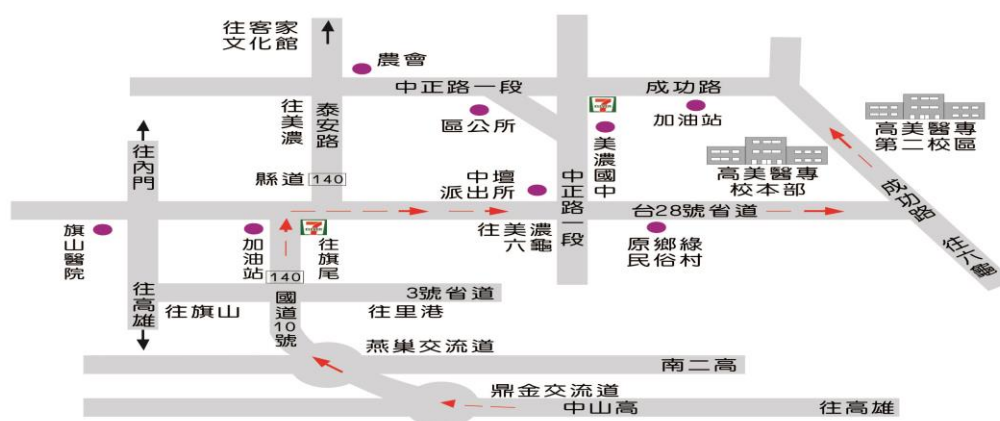 往客家
文化館
農會
中正路一段
成功路
往美濃
泰安路
區公所
7
ELEVEN
加油站
美濃國中
高美醫專
第二校區
高美醫專
校本部
往內門
縣道 140
中壇
派出所
中正路一段
成功路
往六龜
台28號省道
旗山醫院
加油站
7
ELEVEN
往旗尾
往美濃
六龜
原鄉綠
民俗村
140
往高雄
往旗山
國道10號
3號省道
往里港
燕巢交流道
南二高
鼎金交流道
中山高
往高雄